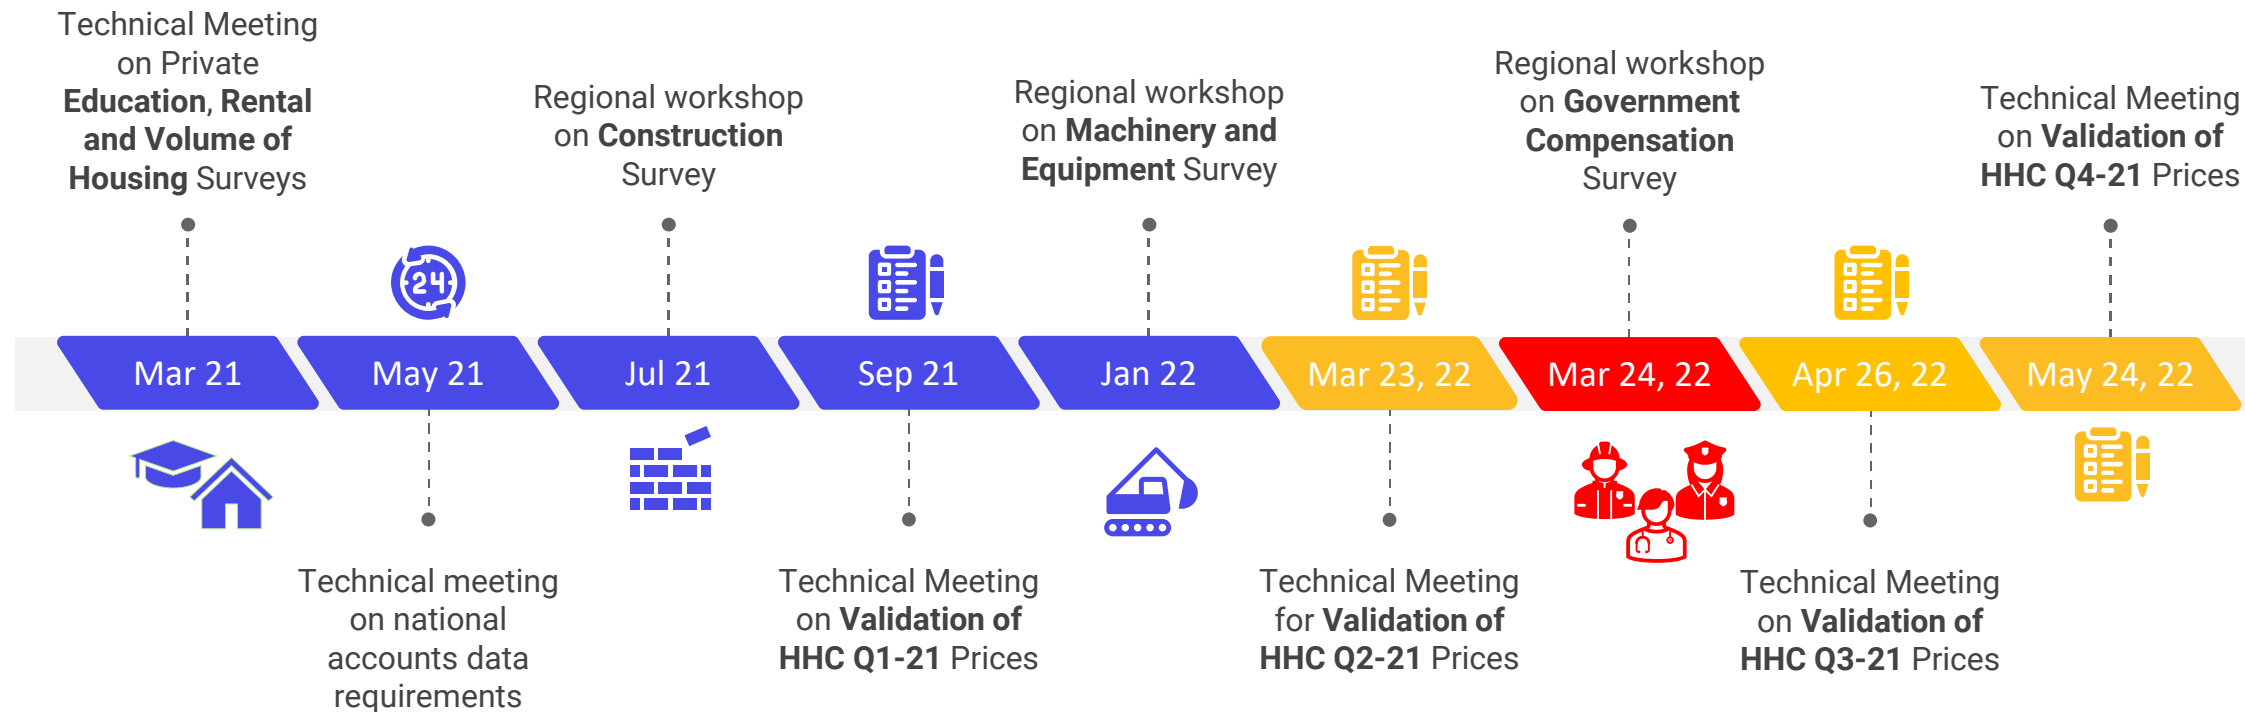 Technical Meeting
on Private
Education, Rental
and Volume of
Housing Surveys
Regional workshop
on Construction
Survey
Regional workshop
on Machinery and
Equipment Survey
Regional workshop
on Government
Compensation
Survey
Technical Meeting
on Validation of
HHC Q4-21 Prices
24
Mar 21
May 21
Jul 21
Sep 21
Jan 22
Mar 23, 22
Mar 24, 22
Apr 26, 22
May 24, 22
Technical meeting
on national
accounts data
requirements
Technical Meeting
on Validation of
HHC Q1-21 Prices
Technical Meeting
for Validation of
HHC Q2-21 Prices
Technical Meeting
on Validation of
HHC Q3-21 Prices